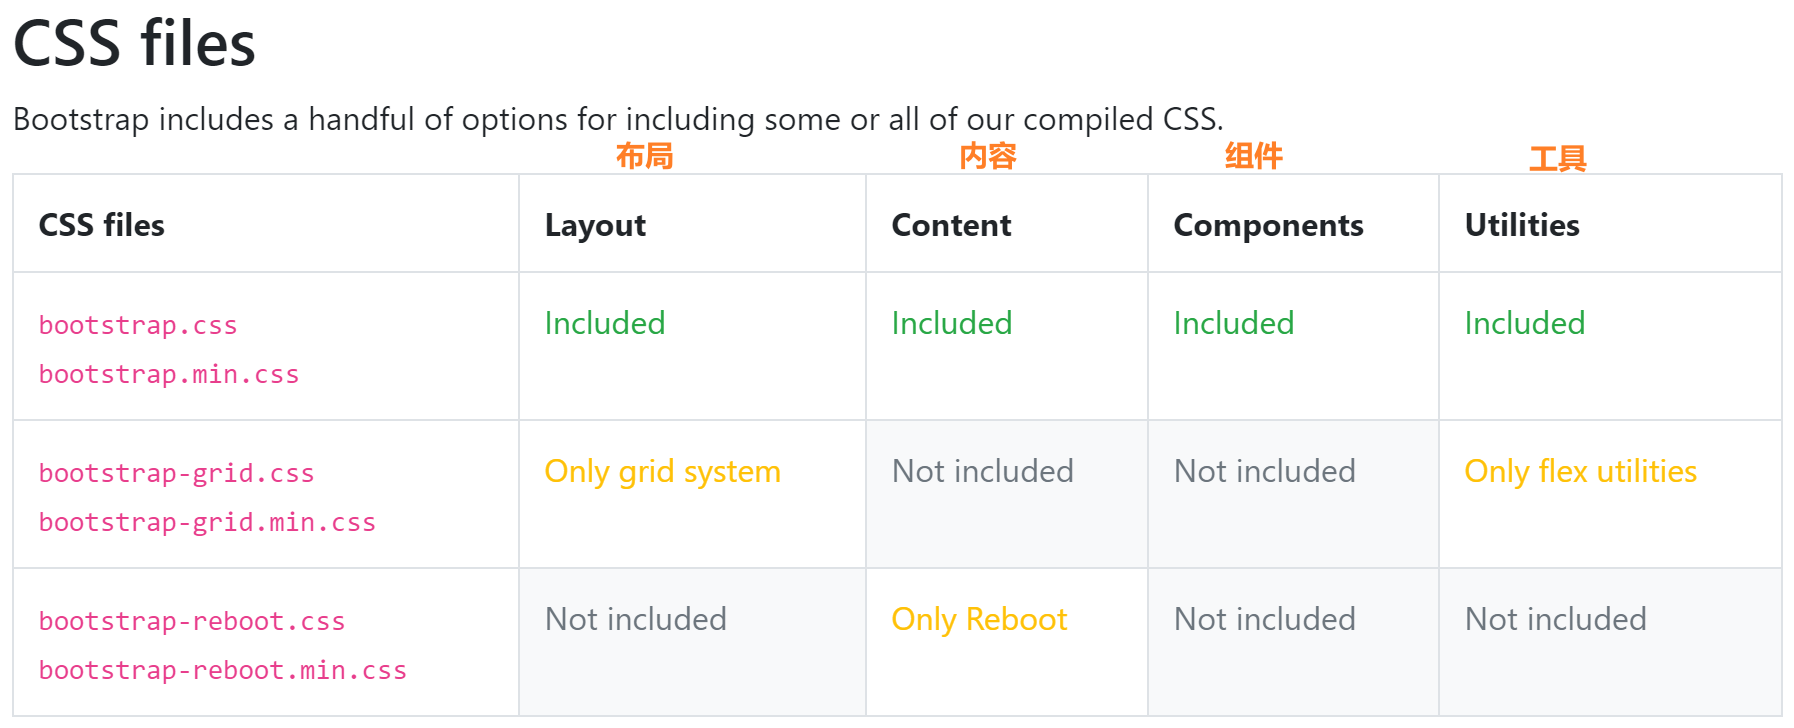 CSS files
Bootstrap includes a handful of options for including some or all of our compiled CSS.
布局 内容 组件 工具
CSS files Layout Content Components Utilities
bootstrap.css Included Included Included Included
bootstrap.min.css
bootstrap-grid.css Only grid system Not included Not included Only flex utilities
bootstrap-grid.min.css
bootstrap-reboot.css Not included Only Reboot Not included Not included
bootstrap-reboot.min.css